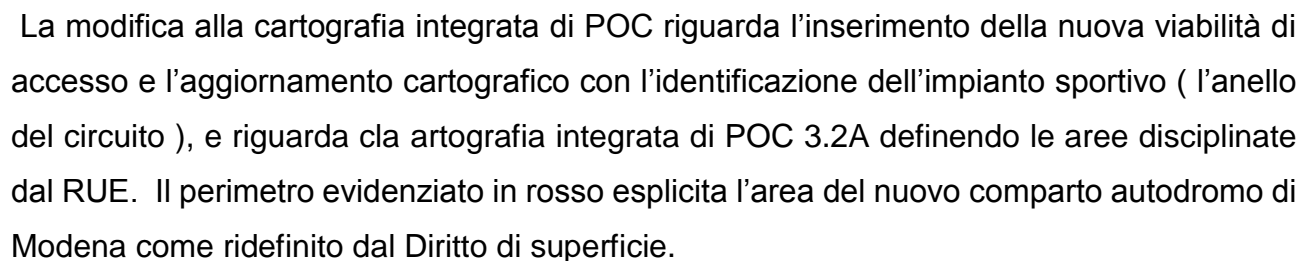 La modifica alla cartografia integrata di POC riguarda l’inserimento della nuova viabilità di
accesso e l’aggiornamento cartografico con l’identificazione dell’impianto sportivo ( l’anello
del circuito ), e riguarda cla artografia integrata di POC 3.2A definendo le aree disciplinate
dal RUE. Il perimetro evidenziato in rosso esplicita l’area del nuovo comparto autodromo di
Modena come ridefinito dal Diritto di superficie.